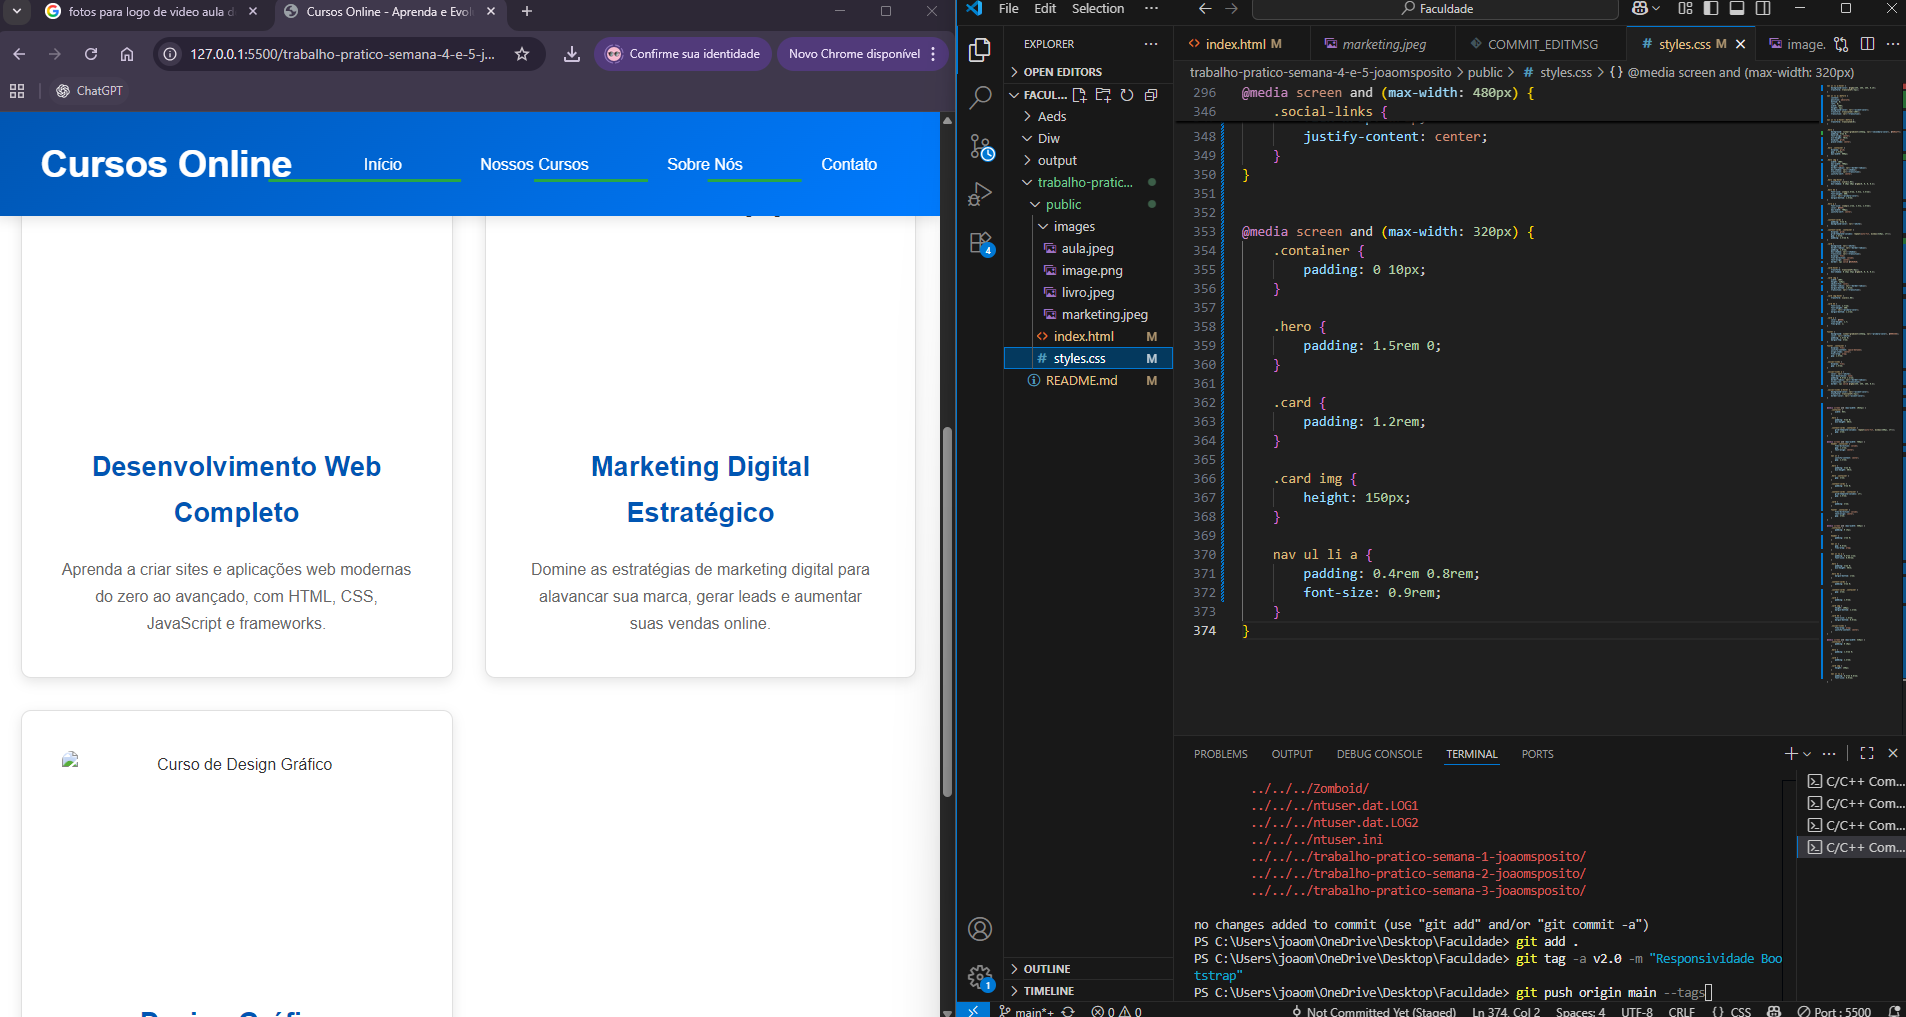 fotos para logo de video aula d
Cursos Online - Aprenda e Evol
127.0.0.1:5500/trabalho-pratico-semana-4-e-5-j...
Confirme sua identidade
Novo Chrome disponível
ChatGPT
Cursos Online
Início
Nossos Cursos
Sobre Nós
Contato
Desenvolvimento Web
Completo
Aprenda a criar sites e aplicações web modernas
do zero ao avançado, com HTML, CSS,
JavaScript e frameworks.
Marketing Digital
Estratégico
Domine as estratégias de marketing digital para
alavancar sua marca, gerar leads e aumentar
suas vendas online.
Curso de Design Gráfico
File Edit Selection ···
Faculdade
EXPLORER
OPEN EDITORS
FACUL...
Aeds
Diw
output
trabalho-pratic...
public
images
aula.jpeg
image.png
livro.jpeg
marketing.jpeg
index.html M
styles.css M
README.md M
OUTLINE
TIMELINE
4
1
index.html M
marketing.jpeg
COMMIT_EDITMSG
styles.css M
image.
trabalho-pratico-semana-4-e-5-joaomsposito > public > # styles.css > {} @media screen and (max-width: 320px)
296 @media screen and (max-width: 480px) {
346 .social-links {
348 justify-content: center;
349 }
350 }
351
352
353 @media screen and (max-width: 320px) {
354 .container {
355 padding: 0 10px;
356 }
357
358 .hero {
359 padding: 1.5rem 0;
360 }
361
362 .card {
363 padding: 1.2rem;
364 }
365
366 .card img {
367 height: 150px;
368 }
369
370 nav ul li a {
371 padding: 0.4rem 0.8rem;
372 font-size: 0.9rem;
373 }
374 }
PROBLEMS OUTPUT DEBUG CONSOLE TERMINAL PORTS
../../../Zomboid/
../../../ntuser.dat.LOG1
../../../ntuser.dat.LOG2
../../../ntuser.ini
../../../trabalho-pratico-semana-1-joaomsposito/
../../../trabalho-pratico-semana-2-joaomsposito/
../../../trabalho-pratico-semana-3-joaomsposito/
no changes added to commit (use "git add" and/or "git commit -a")
PS C:\Users\joaom\OneDrive\Desktop\Faculdade> git add .
PS C:\Users\joaom\OneDrive\Desktop\Faculdade> git tag -a v2.0 -m "Responsividade Boo
tstrap"
PS C:\Users\joaom\OneDrive\Desktop\Faculdade> git push origin main --tags
C/C++ Com...
C/C++ Com...
C/C++ Com...
C/C++ Com...
main*+
0 0 0
Not Committed Yet (Staged)
Ln 374, Col 2
Spaces: 4
UTF-8
CRLF
{} CSS
Port : 5500